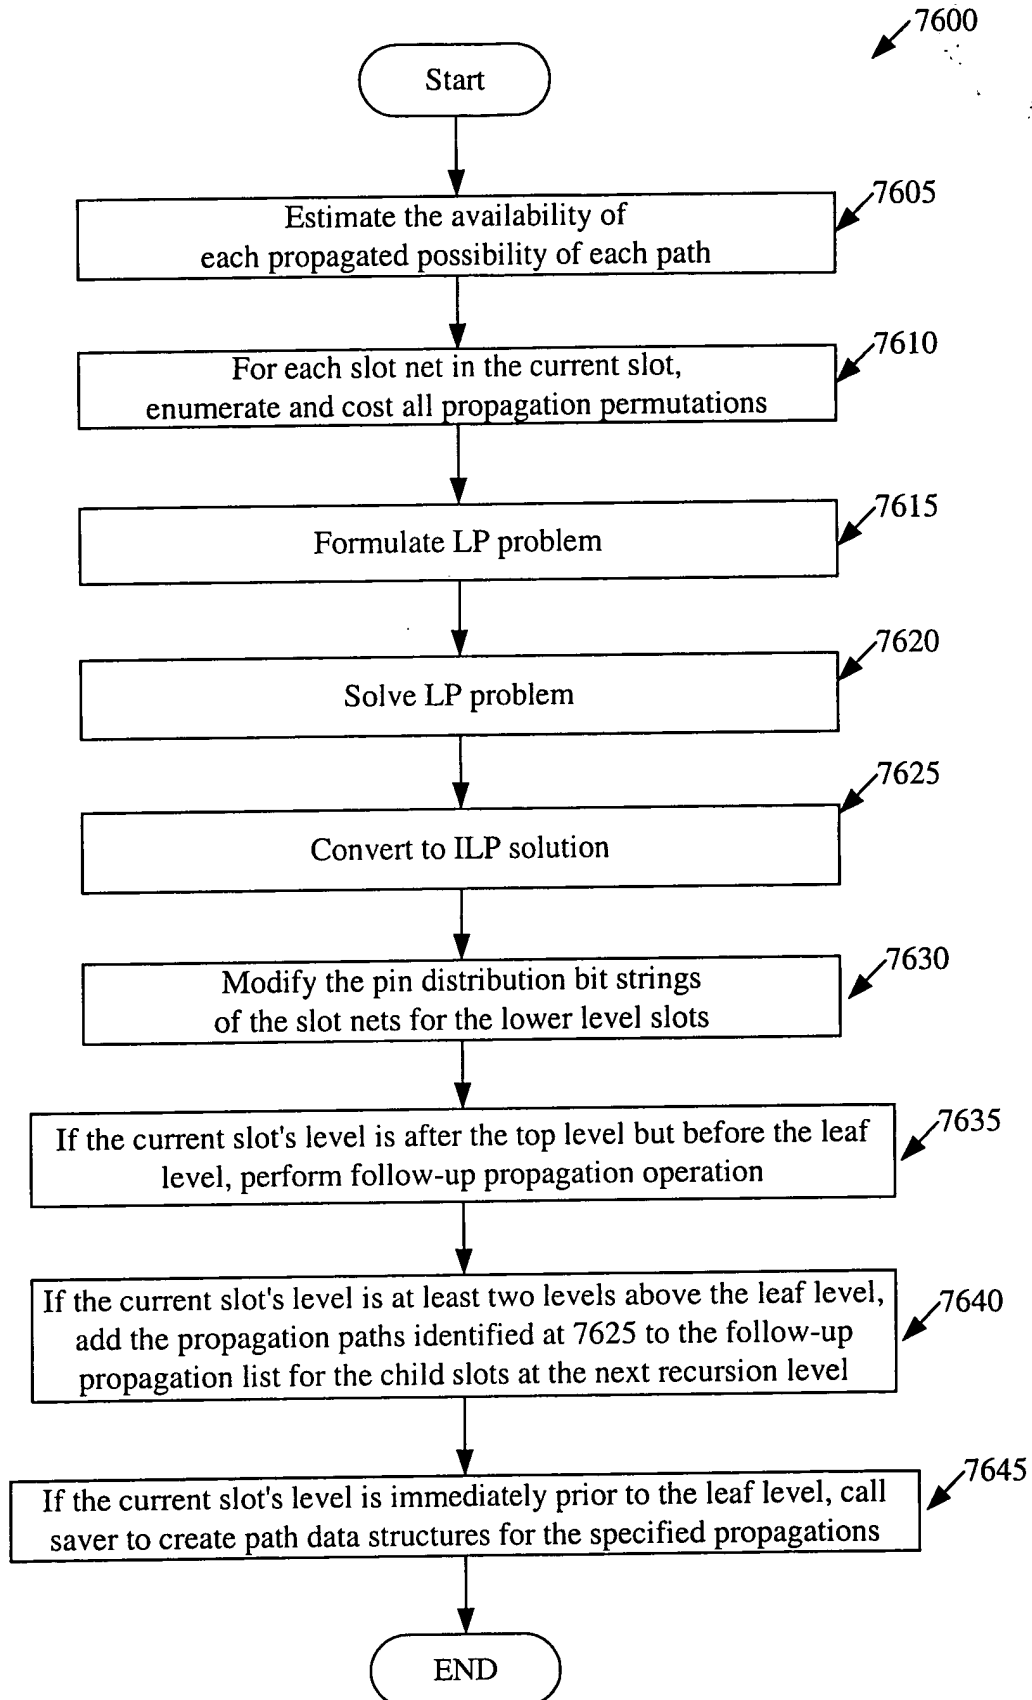 7600
Start
7605
Estimate the availability of
each propagated possibility of each path
7610
For each slot net in the current slot,
enumerate and cost all propagation permutations
7615
Formulate LP problem
7620
Solve LP problem
7625
Convert to ILP solution
7630
Modify the pin distribution bit strings
of the slot nets for the lower level slots
7635
If the current slot's level is after the top level but before the leaf
level, perform follow-up propagation operation
7640
If the current slot's level is at least two levels above the leaf level,
add the propagation paths identified at 7625 to the follow-up
propagation list for the child slots at the next recursion level
7645
If the current slot's level is immediately prior to the leaf level, call
saver to create path data structures for the specified propagations
END